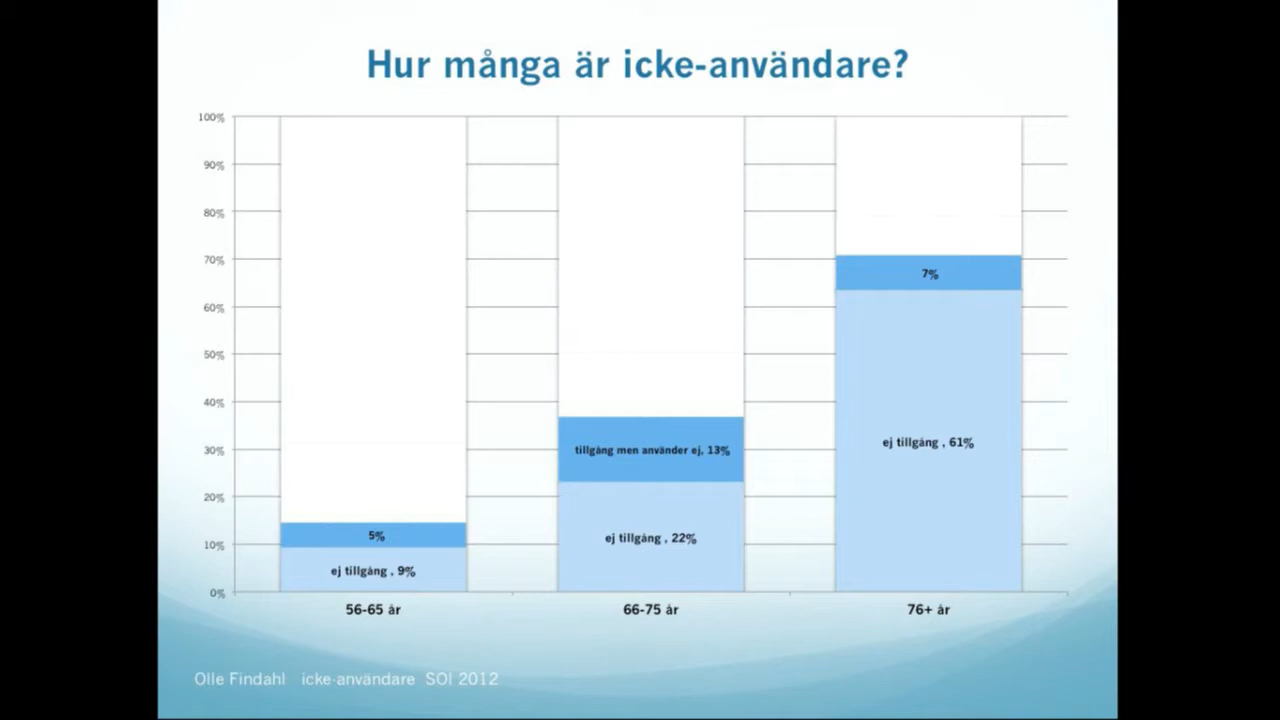 Hur många är icke-användare?
100%
90%
80%
70%
60%
50%
40%
30%
20%
10%
0%
5%
ej tillgång , 9%
tillgång men använder ej, 13%
ej tillgång , 22%
7%
ej tillgång , 61%
56-65 år
66-75 år
76+ år
Olle Findahl icke-användare SOI 2012